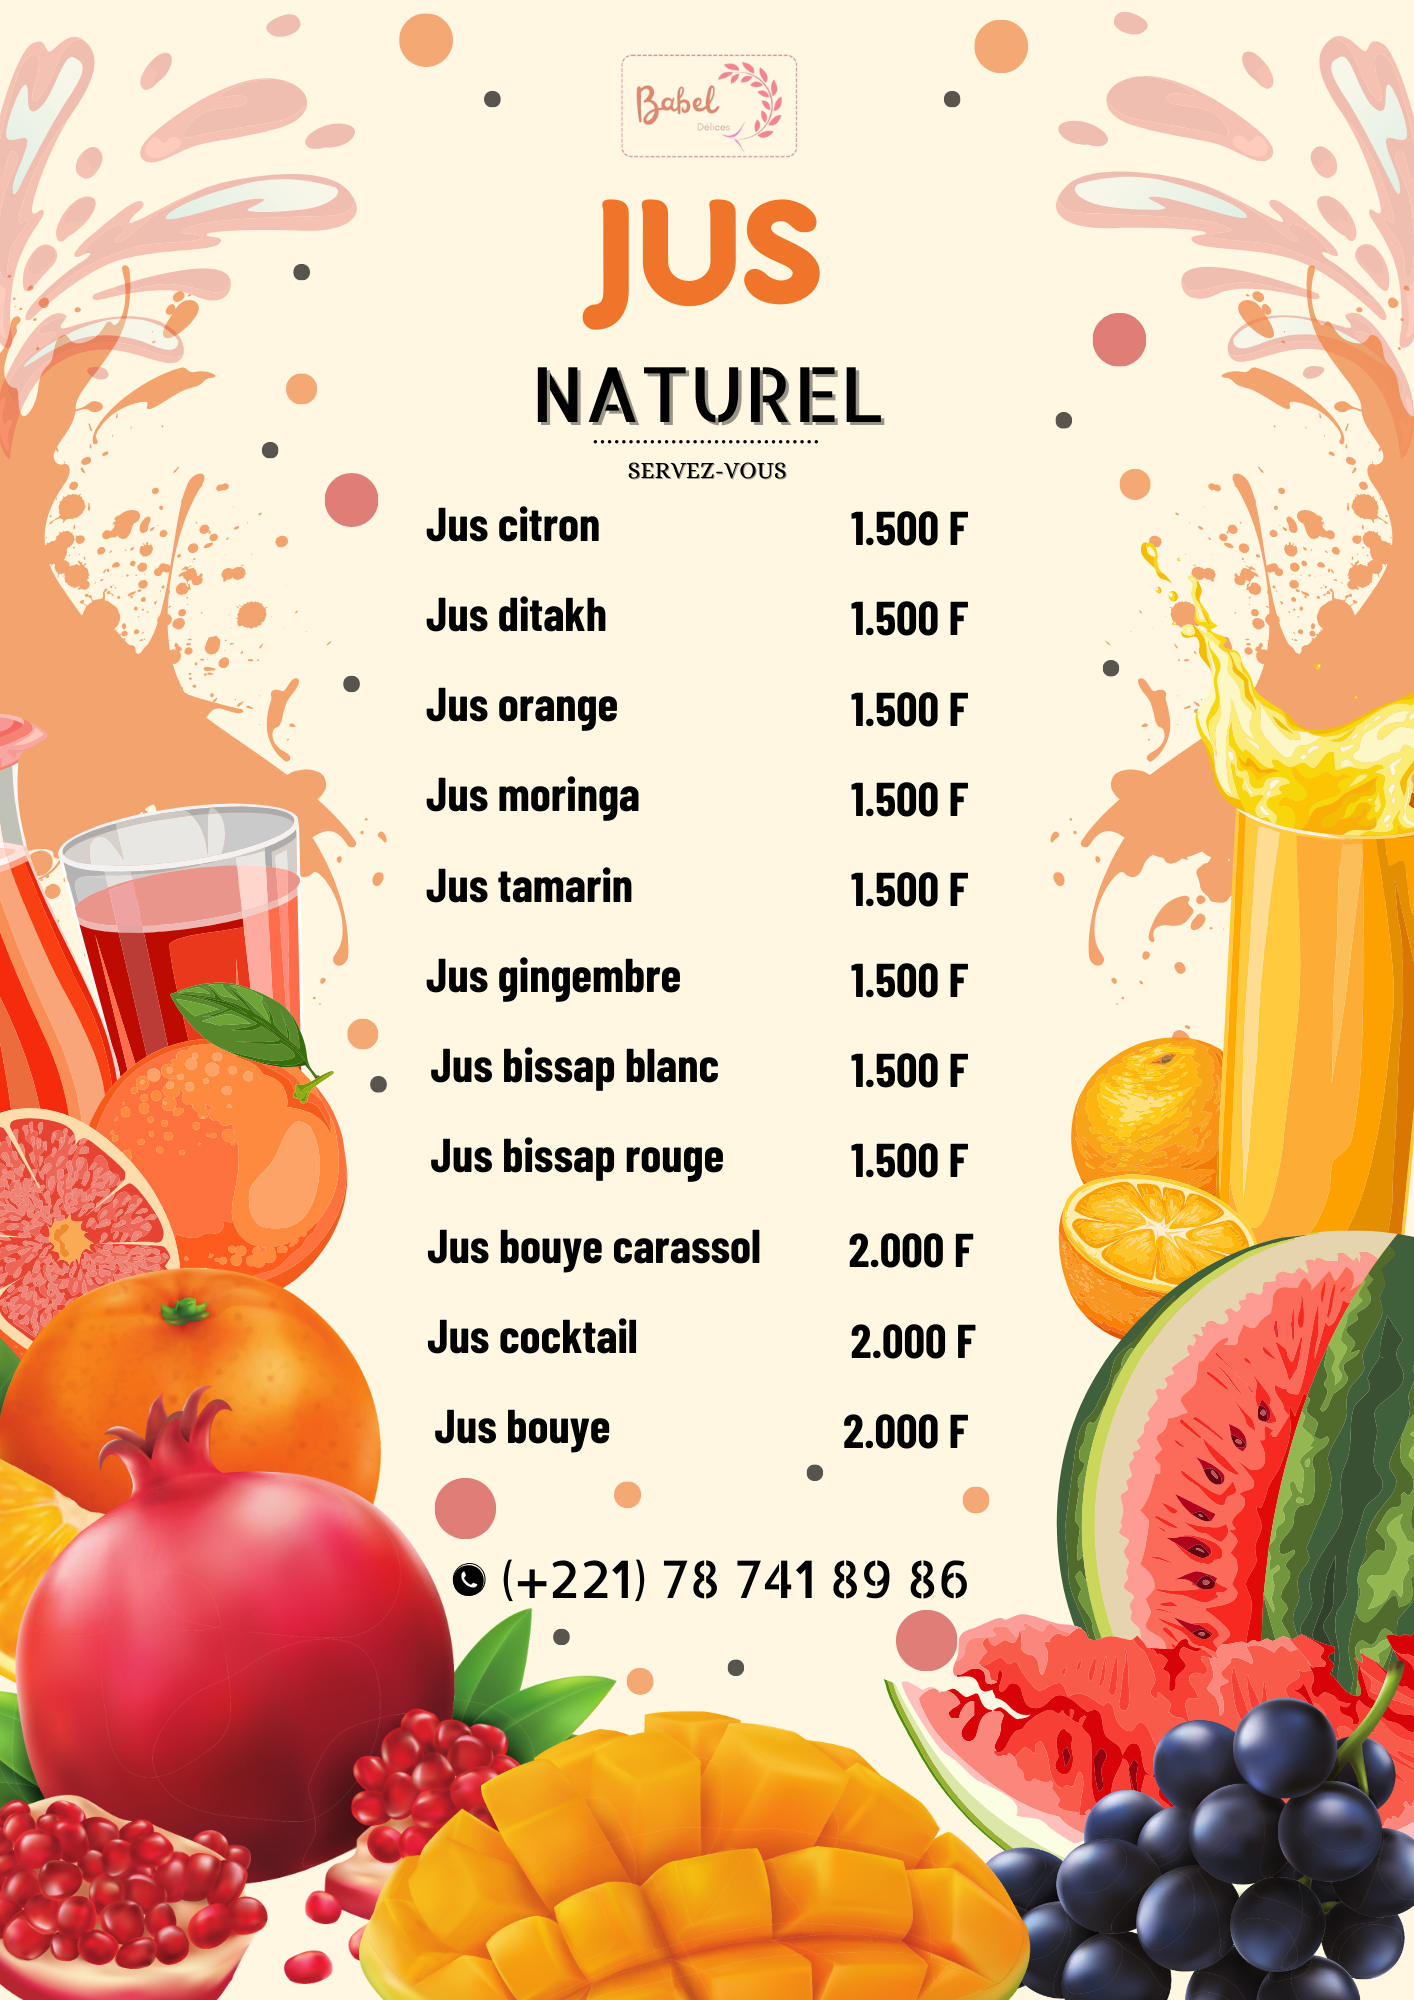 Babel
Délices
JUS
NATUREL
SERVEZ-VOUS
Jus citron 1.500 F
Jus ditakh 1.500 F
Jus orange 1.500 F
Jus moringa 1.500 F
Jus tamarin 1.500 F
Jus gingembre 1.500 F
Jus bissap blanc 1.500 F
Jus bissap rouge 1.500 F
Jus bouye carassol 2.000 F
Jus cocktail 2.000 F
Jus bouye 2.000 F
(+221) 78 741 89 86